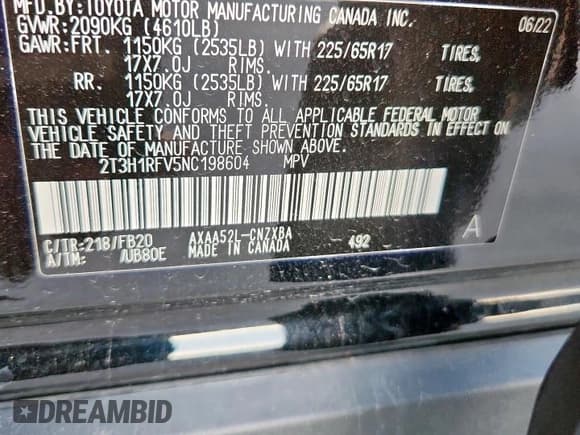 MFD.BY:TOYOTA MOTOR MANUFACTURING CANADA INC.
GVWR:2090KG (4610LB) 06/22
GAWR:FRT. 1150KG (2535LB) WITH 225/65R17 TIRES,
17X7.0J RIMS.
RR. 1150KG (2535LB) WITH 225/65R17 TIRES,
17X7.0J RIMS.
THIS VEHICLE CONFORMS TO ALL APPLICABLE FEDERAL MOTOR
VEHICLE SAFETY AND THEFT PREVENTION STANDARDS IN EFFECT ON
THE DATE OF MANUFACTURE SHOWN ABOVE.
2T3H1RFV5NC198604 MPV
C/TR:218/FB20 AXAA52L-CNZXBA 492 A
A/TM: /UB80E MADE IN CANADA
DREAMBID